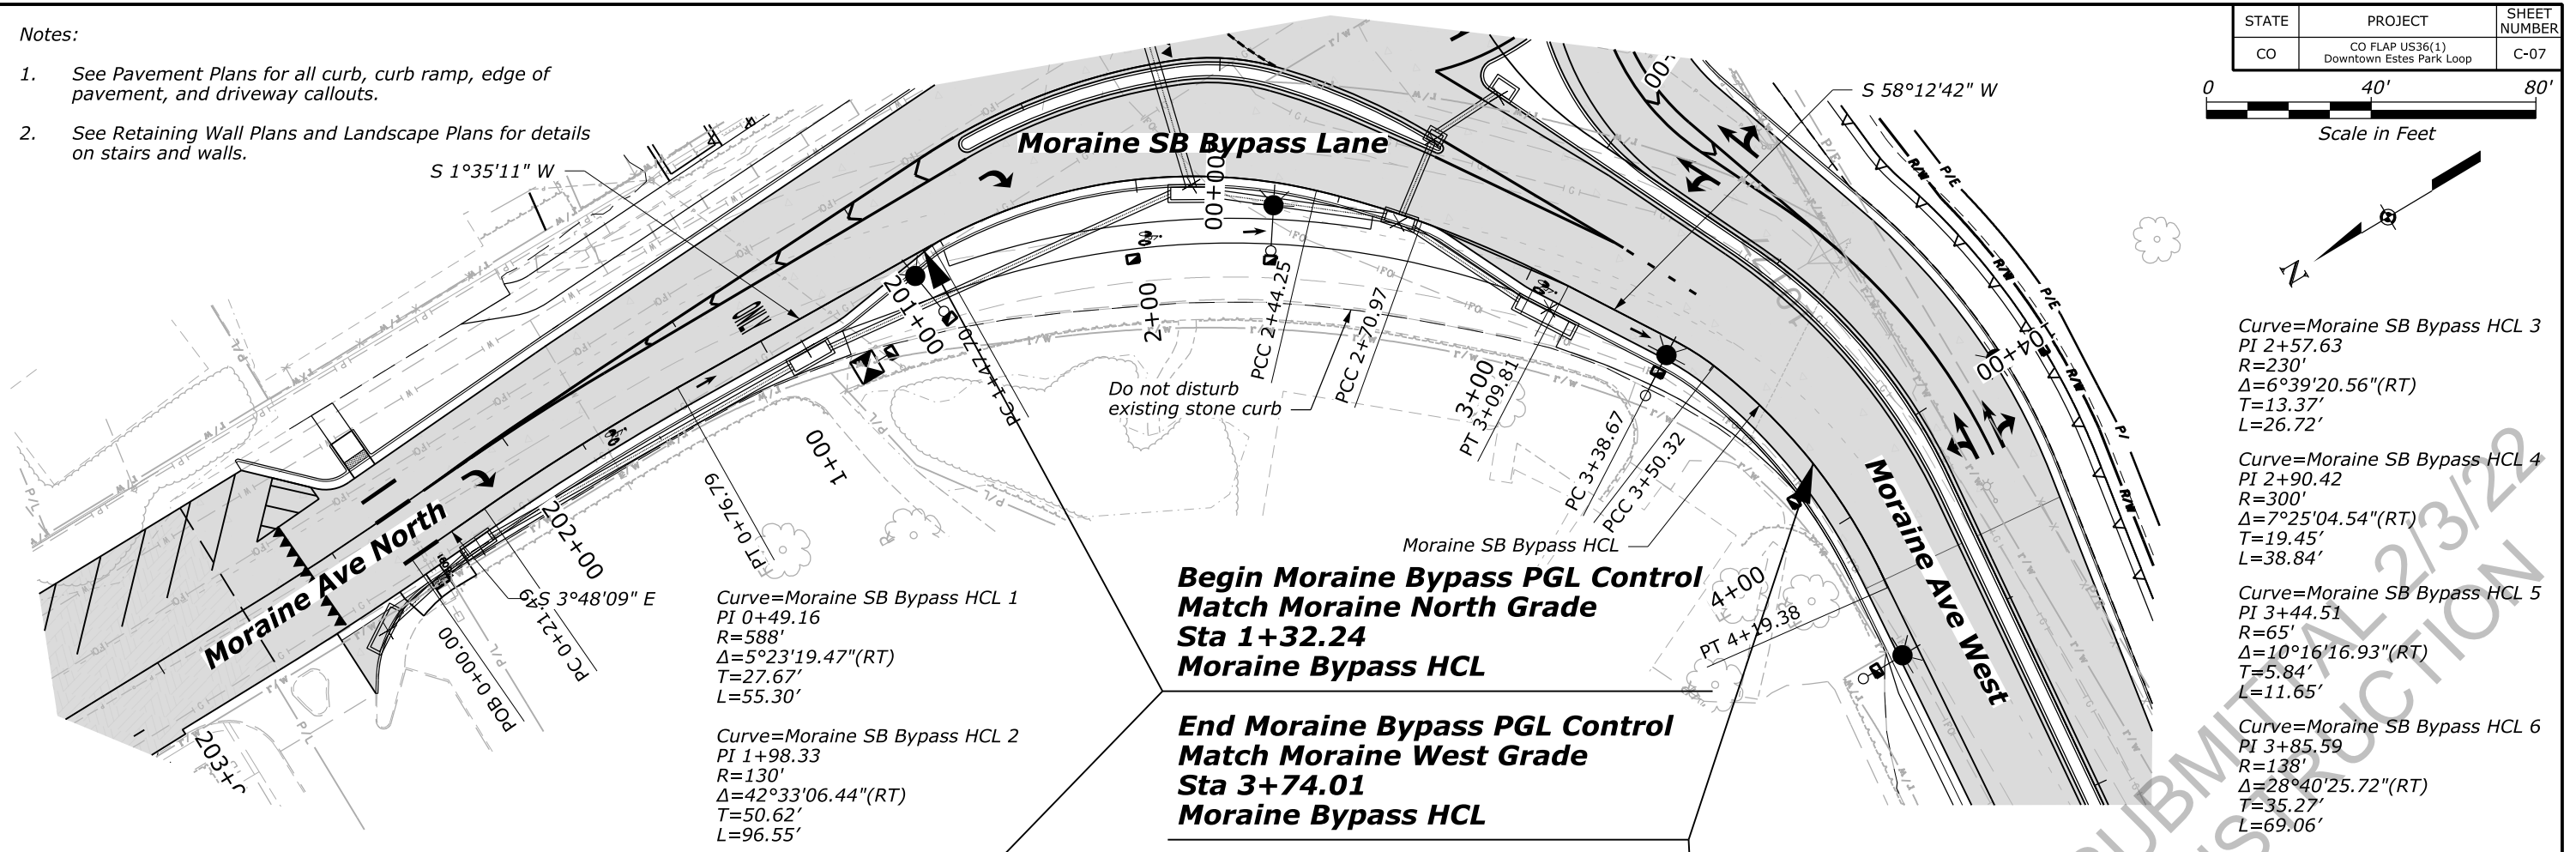 Notes:
1. See Pavement Plans for all curb, curb ramp, edge of
pavement, and driveway callouts.
2. See Retaining Wall Plans and Landscape Plans for details
on stairs and walls.
STATE PROJECT SHEET NUMBER
CO CO FLAP US36(1) Downtown Estes Park Loop C-07
0 40' 80'
Scale in Feet
N
S 1°35'11" W
S 58°12'42" W
Moraine SB Bypass Lane
Moraine Ave North
Moraine Ave West
ONLY
201+00
202+00
1+00
2+00
3+00
4+00
POB 0+00.00
PC 0+21.49
S 3°48'09" E
PT 0+76.79
PC 1+47.70
PCC 2+44.25
PCC 2+70.97
PT 3+09.81
PC 3+38.67
PCC 3+50.32
PT 4+19.38
Do not disturb
existing stone curb
Moraine SB Bypass HCL
Begin Moraine Bypass PGL Control
Match Moraine North Grade
Sta 1+32.24
Moraine Bypass HCL
End Moraine Bypass PGL Control
Match Moraine West Grade
Sta 3+74.01
Moraine Bypass HCL
Curve=Moraine SB Bypass HCL 1
PI 0+49.16
R=588'
Δ=5°23'19.47"(RT)
T=27.67'
L=55.30'
Curve=Moraine SB Bypass HCL 2
PI 1+98.33
R=130'
Δ=42°33'06.44"(RT)
T=50.62'
L=96.55'
Curve=Moraine SB Bypass HCL 3
PI 2+57.63
R=230'
Δ=6°39'20.56"(RT)
T=13.37'
L=26.72'
Curve=Moraine SB Bypass HCL 4
PI 2+90.42
R=300'
Δ=7°25'04.54"(RT)
T=19.45'
L=38.84'
Curve=Moraine SB Bypass HCL 5
PI 3+44.51
R=65'
Δ=10°16'16.93"(RT)
T=5.84'
L=11.65'
Curve=Moraine SB Bypass HCL 6
PI 3+85.59
R=138'
Δ=28°40'25.72"(RT)
T=35.27'
L=69.06'
SUBMITTAL 2/3/22